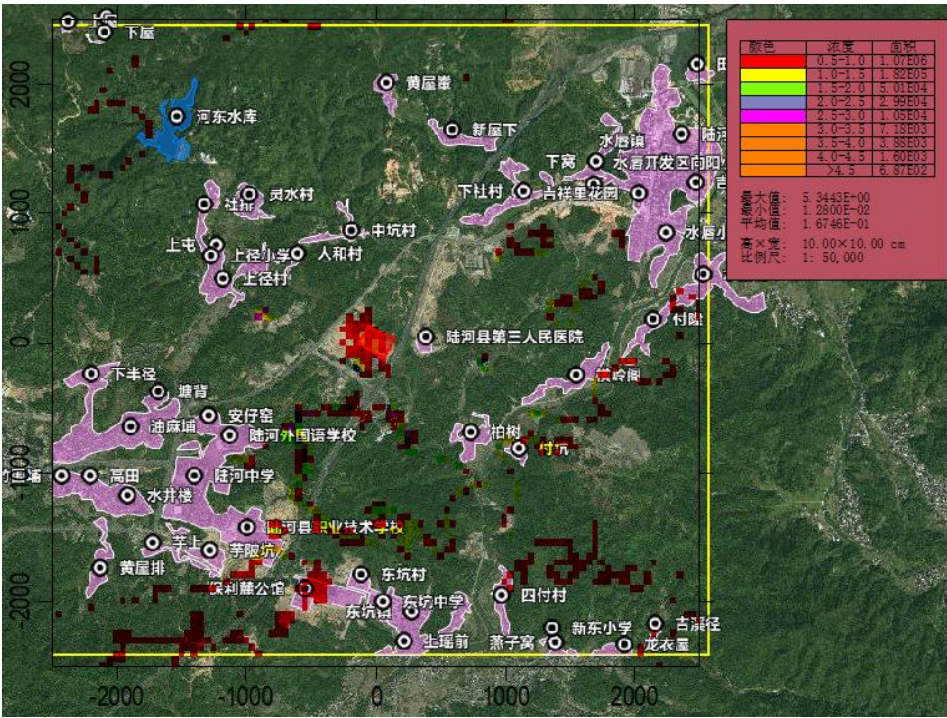 下屋
河东水库
黄屋輋
新屋下
水唇镇
下窝
水唇开发区向阳
陆河
灵水村
社排
下社村
吉祥里花园
中坑村
上屯
上径小学
人和村
水唇小
上径村
付隆
陆河县第三人民医院
下半径
横岭阁
塘背
安仔窑
油麻埔
陆河外国语学校
柏树
付坑
高田
陆河中学
水井楼
陆河县职业技术学校
芋上
芋陂坑
黄屋排
东坑村
保利麓公馆
四付村
东坑中学
东坑镇
新东小学
吉溪径
上瑶前
燕子窝
龙衣屋
2000
1000
0
-1000
-2000
-2000
-1000
0
1000
2000
颜色 浓度 面积
0.5-1.0 1.07E06
1.0-1.5 1.82E05
1.5-2.0 5.01E04
2.0-2.5 2.99E04
2.5-3.0 1.05E04
3.0-3.5 7.18E03
3.5-4.0 3.88E03
4.0-4.5 1.60E03
>4.5 6.87E02
最大值: 5.3443E+00
最小值: 1.2800E-02
平均值: 1.6746E-01
高×宽: 10.00×10.00 cm
比例尺: 1: 50,000